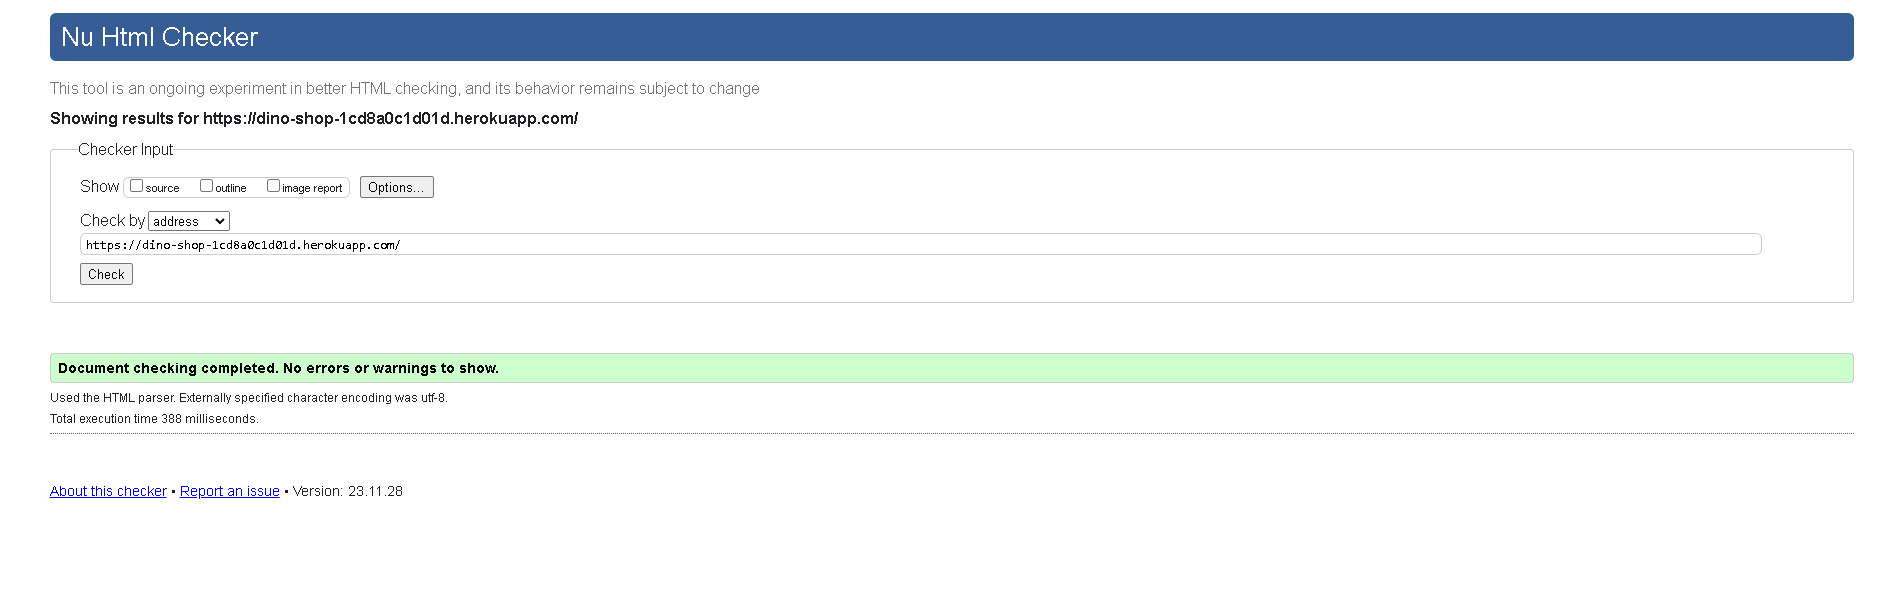 Nu Html Checker
This tool is an ongoing experiment in better HTML checking, and its behavior remains subject to change
Showing results for https://dino-shop-1cd8a0c1d01d.herokuapp.com/
Checker Input
Show source outline image report Options...
Check by address
https://dino-shop-1cd8a0c1d01d.herokuapp.com/
Check
Document checking completed. No errors or warnings to show.
Used the HTML parser. Externally specified character encoding was utf-8.
Total execution time 388 milliseconds.
About this checker • Report an issue • Version: 23.11.28